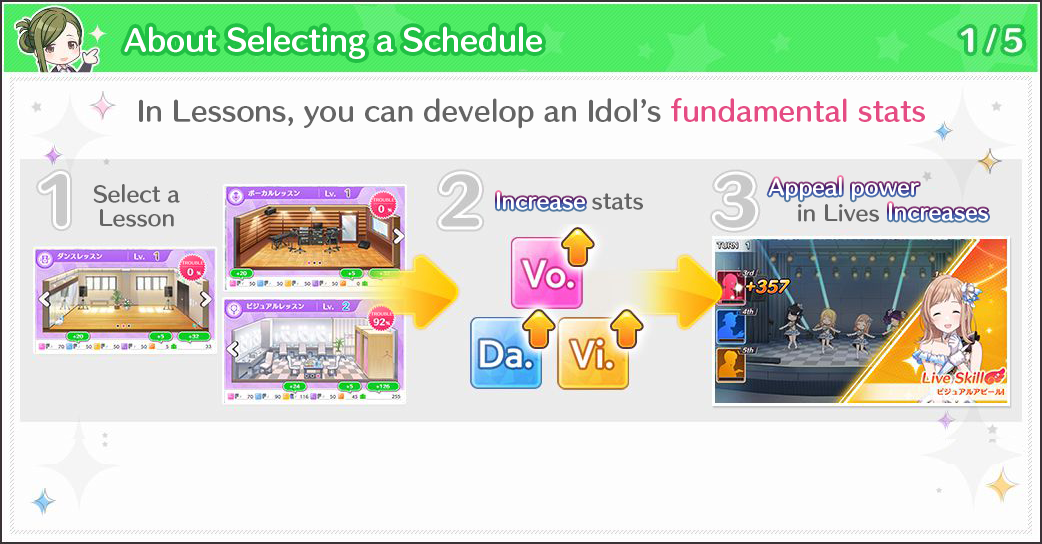 About Selecting a Schedule
1/5
In Lessons, you can develop an Idol's fundamental stats
1
Select a
Lesson
ダンスレッスン Lv. 1
TROUBLE
0%
+20 +5 +32
ボーカルレッスン Lv. 1
TROUBLE
0%
+20 +5
ビジュアルレッスン Lv. 2
TROUBLE
92%
+24 +5 +126
2
Increase stats
Vo.
Da.
Vi.
3
Appeal power
in Lives Increases
TURN 1
3rd
+357
4th
5th
Live Skill
ビジュアルアピール